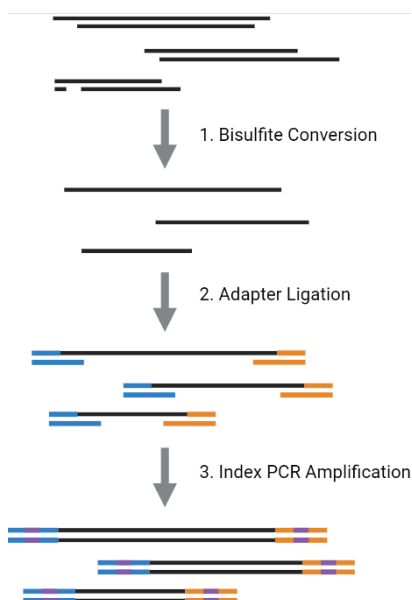 1. Bisulfite Conversion
2. Adapter Ligation
3. Index PCR Amplification